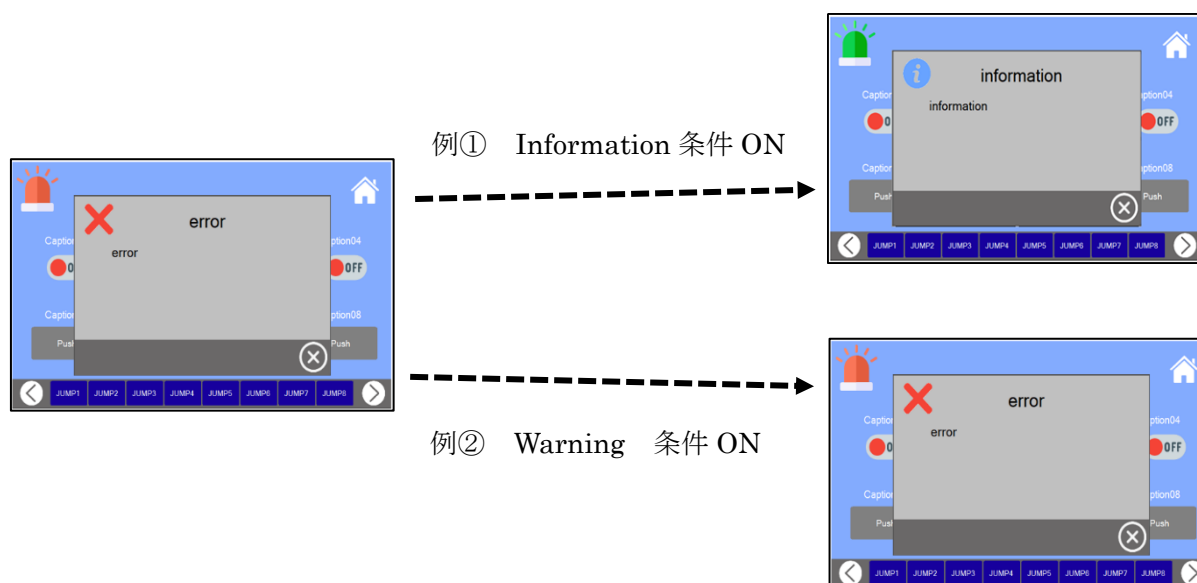 例①　Information 条件 ON
例②　Warning　条件 ON
error
error
Caption
ption04
OFF
Caption
ption08
Push
Push
JUMP1 JUMP2 JUMP3 JUMP4 JUMP5 JUMP6 JUMP7 JUMP8
information
information
Caption
ption04
OFF
Caption
ption08
Push
Push
JUMP1 JUMP2 JUMP3 JUMP4 JUMP5 JUMP6 JUMP7 JUMP8
error
error
Caption
ption04
OFF
Caption
ption08
Push
Push
JUMP1 JUMP2 JUMP3 JUMP4 JUMP5 JUMP6 JUMP7 JUMP8